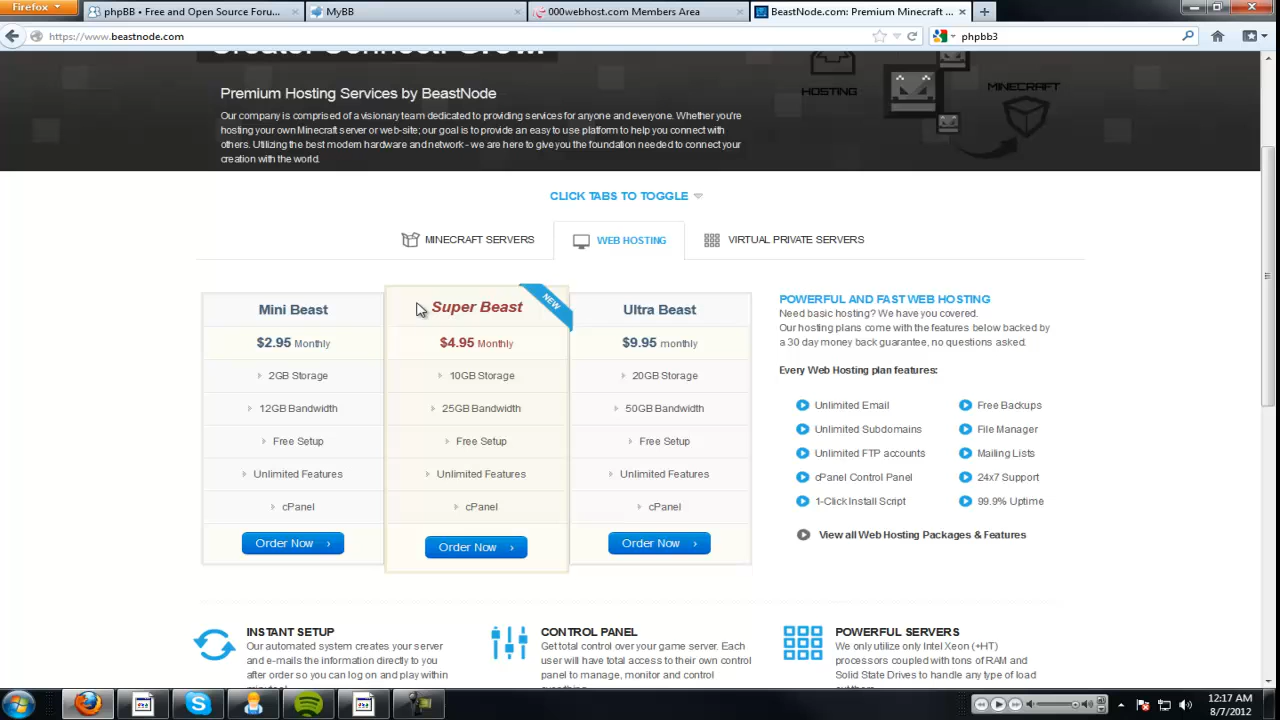 Firefox
phpBB • Free and Open Source Foru...
MyBB
000webhost.com Members Area
BeastNode.com: Premium Minecraft ...
https://www.beastnode.com
phpbb3
HOSTING
MINECRAFT
Premium Hosting Services by BeastNode
Our company is comprised of a visionary team dedicated to providing services for anyone and everyone. Whether you're
hosting your own Minecraft server or web-site; our goal is to provide an easy to use platform to help you connect with
others. Utilizing the best modern hardware and network - we are here to give you the foundation needed to connect your
creation with the world.
CLICK TABS TO TOGGLE
MINECRAFT SERVERS
WEB HOSTING
VIRTUAL PRIVATE SERVERS
Mini Beast
$2.95 Monthly
2GB Storage
12GB Bandwidth
Free Setup
Unlimited Features
cPanel
Order Now ›
Super Beast
NEW
$4.95 Monthly
10GB Storage
25GB Bandwidth
Free Setup
Unlimited Features
cPanel
Order Now ›
Ultra Beast
$9.95 monthly
20GB Storage
50GB Bandwidth
Free Setup
Unlimited Features
cPanel
Order Now ›
POWERFUL AND FAST WEB HOSTING
Need basic hosting? We have you covered.
Our hosting plans come with the features below backed by
a 30 day money back guarantee, no questions asked.
Every Web Hosting plan features:
Unlimited Email
Free Backups
Unlimited Subdomains
File Manager
Unlimited FTP accounts
Mailing Lists
cPanel Control Panel
24x7 Support
1-Click Install Script
99.9% Uptime
View all Web Hosting Packages & Features
INSTANT SETUP
Our automated system creates your server
and e-mails the information directly to you
after order so you can log on and play within
CONTROL PANEL
Get total control over your game server. Each
user will have total access to their own control
panel to manage, monitor and control
POWERFUL SERVERS
We only utilize only Intel Xeon (+HT)
processors coupled with tons of RAM and
Solid State Drives to handle any type of load
12:17 AM
8/7/2012